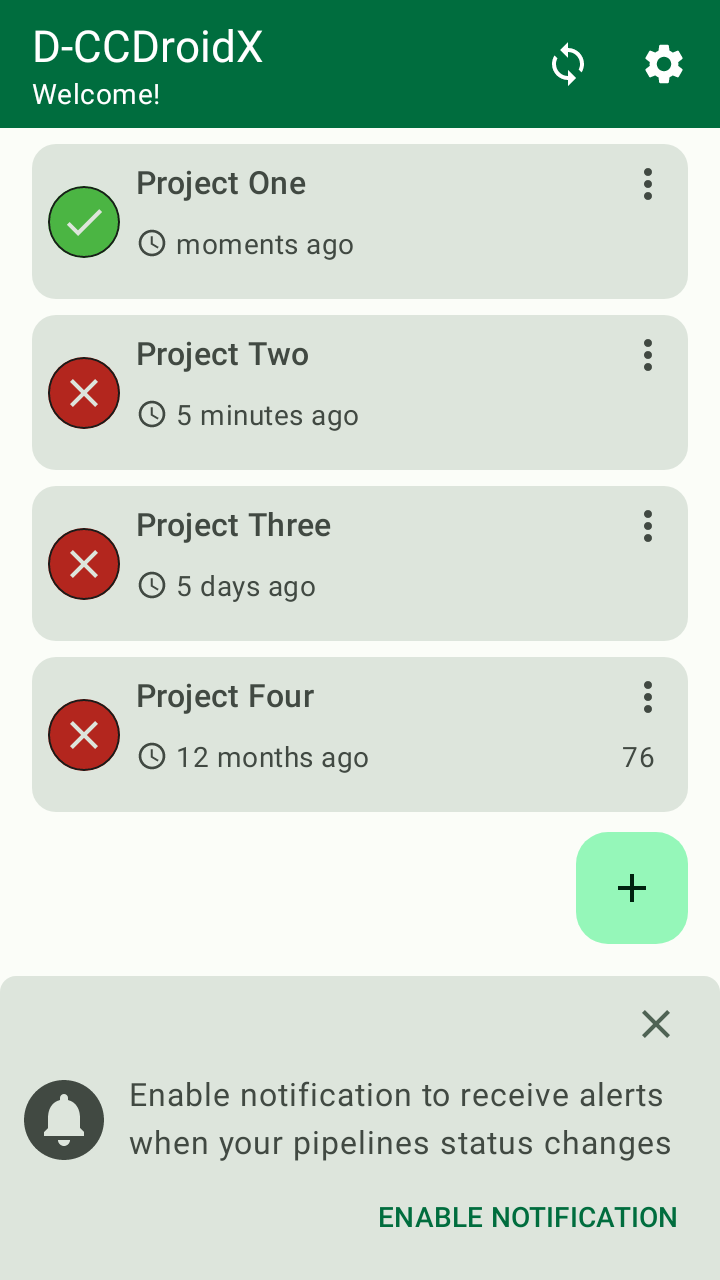 D-CCDroidX
Welcome!
Project One
moments ago
Project Two
5 minutes ago
Project Three
5 days ago
Project Four
12 months ago 76
Enable notification to receive alerts
when your pipelines status changes
ENABLE NOTIFICATION